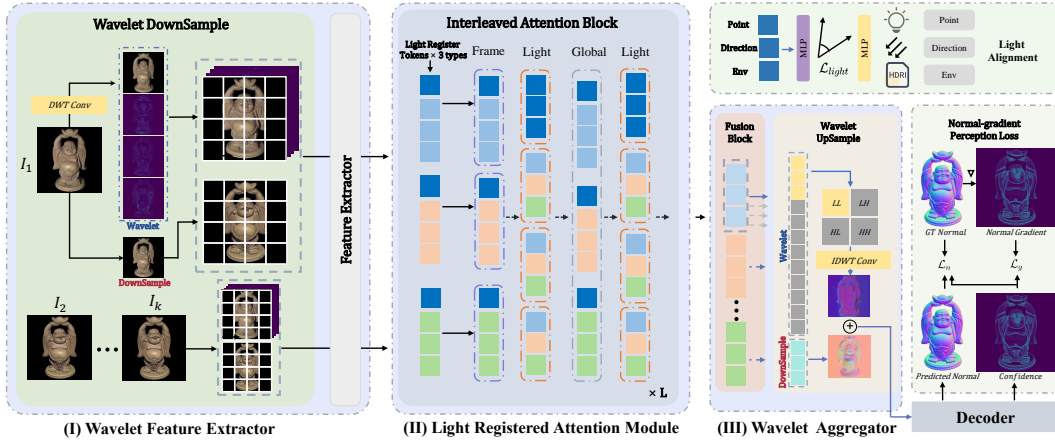 Wavelet DownSample
DWT Conv
I₁
Wavelet
DownSample
I₂
Iₖ
Feature Extractor
(I) Wavelet Feature Extractor
Interleaved Attention Block
Light Register
Tokens × 3 types
Frame
Light
Global
Light
× L
(II) Light Registered Attention Module
Point
Direction
Env
MLP
ℒlight
MLP
HDRI
Point
Direction
Env
Light
Alignment
Fusion
Block
Wavelet
UpSample
Wavelet
DownSample
LL
LH
HL
HH
IDWT Conv
(III) Wavelet Aggregator
Normal-gradient
Perception Loss
∇
GT Normal
Normal Gradient
ℒn
ℒg
Predicted Normal
Confidence
Decoder